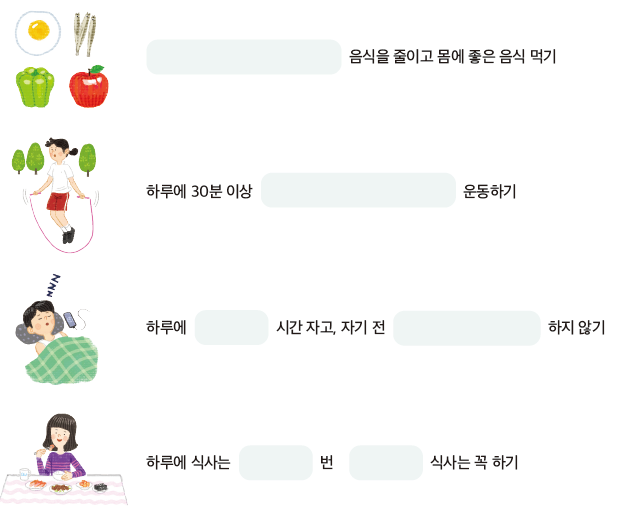 음식을 줄이고 몸에 좋은 음식 먹기
하루에 30분 이상 운동하기
하루에 시간 자고, 자기 전 하지 않기
하루에 식사는 번 식사는 꼭 하기